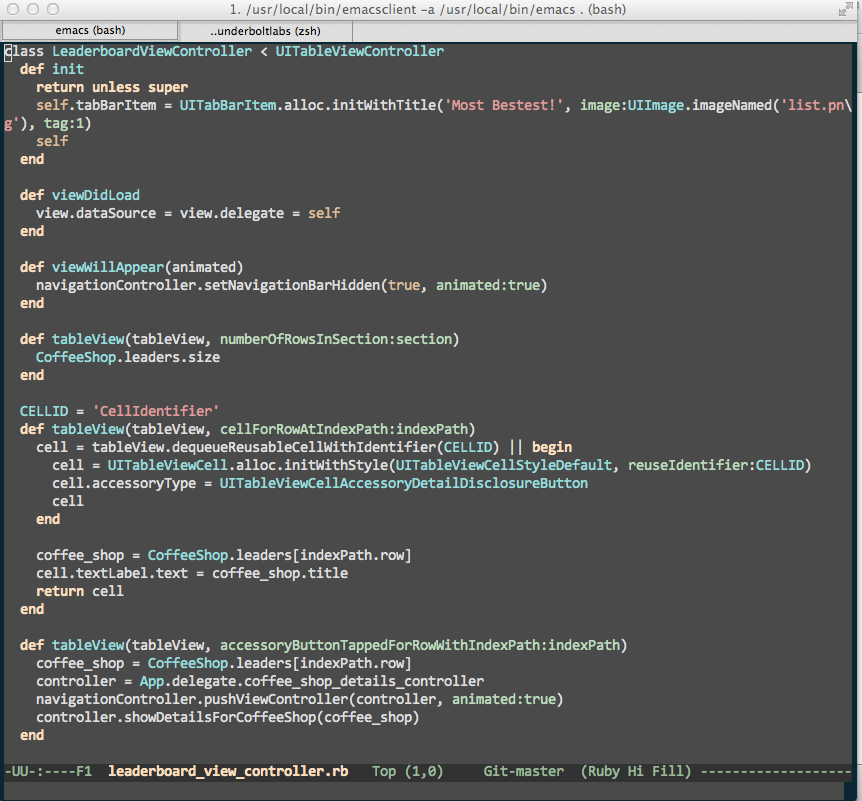 1. /usr/local/bin/emacsclient -a /usr/local/bin/emacs . (bash)
emacs (bash) ..underboltlabs (zsh)
class LeaderboardViewController < UITableViewController
  def init
    return unless super
    self.tabBarItem = UITabBarItem.alloc.initWithTitle('Most Bestest!', image:UIImage.imageNamed('list.pn\
g'), tag:1)
    self
  end

  def viewDidLoad
    view.dataSource = view.delegate = self
  end

  def viewWillAppear(animated)
    navigationController.setNavigationBarHidden(true, animated:true)
  end

  def tableView(tableView, numberOfRowsInSection:section)
    CoffeeShop.leaders.size
  end

  CELLID = 'CellIdentifier'
  def tableView(tableView, cellForRowAtIndexPath:indexPath)
    cell = tableView.dequeueReusableCellWithIdentifier(CELLID) || begin
      cell = UITableViewCell.alloc.initWithStyle(UITableViewCellStyleDefault, reuseIdentifier:CELLID)
      cell.accessoryType = UITableViewCellAccessoryDetailDisclosureButton
      cell
    end

    coffee_shop = CoffeeShop.leaders[indexPath.row]
    cell.textLabel.text = coffee_shop.title
    return cell
  end

  def tableView(tableView, accessoryButtonTappedForRowWithIndexPath:indexPath)
    coffee_shop = CoffeeShop.leaders[indexPath.row]
    controller = App.delegate.coffee_shop_details_controller
    navigationController.pushViewController(controller, animated:true)
    controller.showDetailsForCoffeeShop(coffee_shop)
  end

-UU-:----F1  leaderboard_view_controller.rb   Top (1,0)     Git-master  (Ruby Hi Fill) -------------------